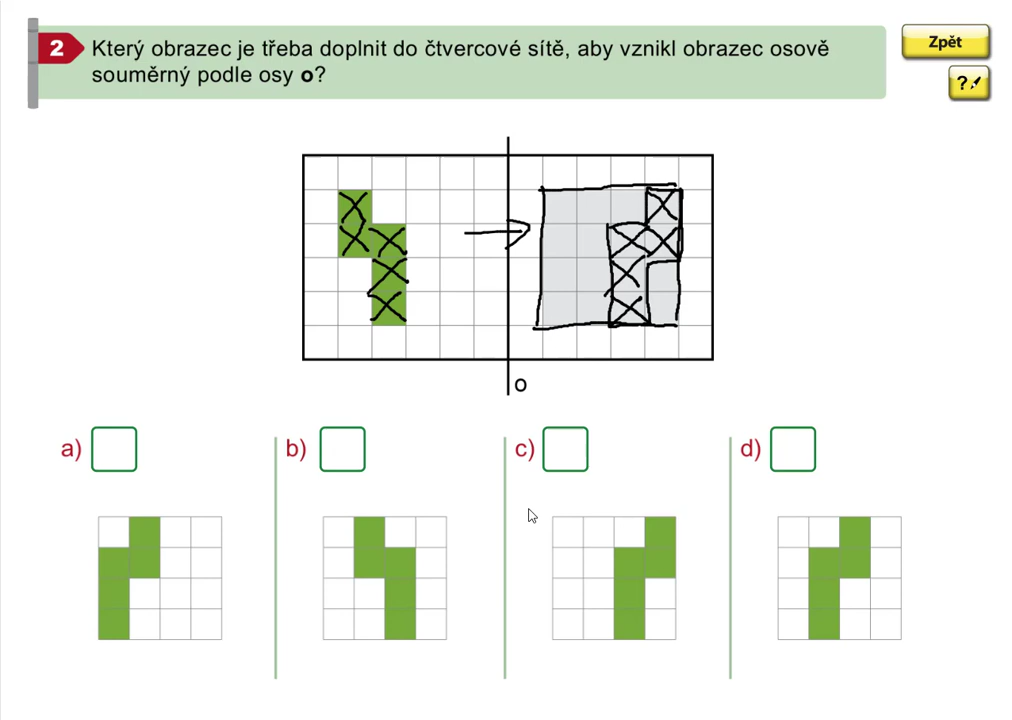 2 Který obrazec je třeba doplnit do čtvercové sítě, aby vznikl obrazec osově
souměrný podle osy o?
Zpět
?
o
a)
b)
c)
d)